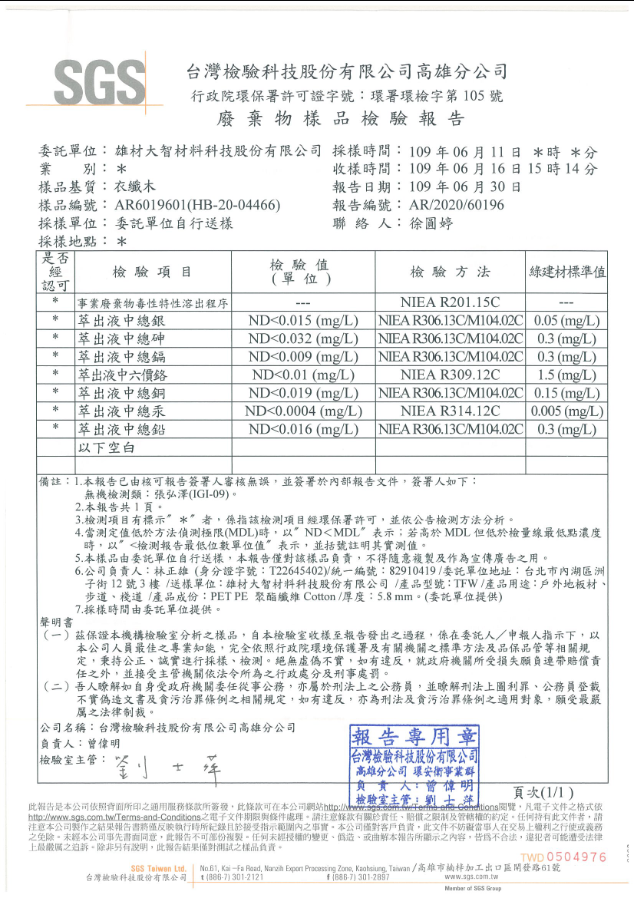 SGS
台灣檢驗科技股份有限公司高雄分公司
行政院環保署許可證字號：環署環檢字第 105 號
廢棄物樣品檢驗報告
委託單位：雄材大智材料科技股份有限公司 採樣時間：109 年 06 月 11 日 ＊時 ＊分
業 別：＊ 收樣時間：109 年 06 月 16 日 15 時 14 分
樣品基質：衣纖木 報告日期：109 年 06 月 30 日
樣品編號：AR6019601(HB-20-04466) 報告編號：AR/2020/60196
採樣單位：委託單位自行送樣 聯 絡 人：徐圓婷
採樣地點：＊
是否經認可 檢 驗 項 目 檢 驗 值（單 位） 檢 驗 方 法 綠建材標準值
* 事業廢棄物毒性特性溶出程序 --- NIEA R201.15C ---
* 萃出液中總銀 ND<0.015 (mg/L) NIEA R306.13C/M104.02C 0.05 (mg/L)
* 萃出液中總砷 ND<0.032 (mg/L) NIEA R306.13C/M104.02C 0.3 (mg/L)
* 萃出液中總鎘 ND<0.009 (mg/L) NIEA R306.13C/M104.02C 0.3 (mg/L)
* 萃出液中六價鉻 ND<0.01 (mg/L) NIEA R309.12C 1.5 (mg/L)
* 萃出液中總銅 ND<0.019 (mg/L) NIEA R306.13C/M104.02C 0.15 (mg/L)
* 萃出液中總汞 ND<0.0004 (mg/L) NIEA R314.12C 0.005 (mg/L)
* 萃出液中總鉛 ND<0.016 (mg/L) NIEA R306.13C/M104.02C 0.3 (mg/L)
以下空白
備註：1.本報告已由核可報告簽署人審核無誤，並簽署於內部報告文件，簽署人如下：
無機檢測類：張弘澤(IGI-09)。
2.本報告共 1 頁。
3.檢測項目有標示"＊"者，係指該檢測項目經環保署許可，並依公告檢測方法分析。
4.當測定值低於方法偵測極限(MDL)時，以"ND<MDL"表示；若高於 MDL 但低於檢量線最低點濃度
時，以"<檢測報告最低位數單位值"表示，並括號註明其實測值。
5.本樣品由委託單位自行送樣，本報告僅對該樣品負責，不得隨意複製及作為宣傳廣告之用。
6.公司負責人：林正雄 (身分證字號：T22645402)/統一編號：82910419 /委託單位地址：台北市內湖區洲
子街 12 號 3 樓 /送樣單位：雄材大智材料科技股份有限公司 /產品型號：TFW /產品用途：戶外地板材、
步道、棧道 /產品成份：PET PE 聚酯纖維 Cotton /厚度：5.8 mm。(委託單位提供)
7.採樣時間由委託單位提供。
聲明書
（一）茲保證本機構檢驗室分析之樣品，自本檢驗室收樣至報告發出之過程，係在委託人／申報人指示下，以
本公司人員最佳之專業知能，完全依照行政院環境保護署及有關機關之標準方法及品保品管等相關規
定，秉持公正、誠實進行採樣、檢測。絕無虛偽不實，如有違反，就政府機關所受損失願負連帶賠償責
任之外，並接受主管機關依法令所為之行政處分及刑事處罰。
（二）吾人瞭解如自身受政府機關委任從事公務，亦屬於刑法上之公務員，並瞭解刑法上圖利罪、公務員登載
不實偽造文書及貪污治罪條例之相關規定，如有違反，亦為刑法及貪污治罪條例之適用對象，願受最嚴
厲之法律制裁。
公司名稱：台灣檢驗科技股份有限公司高雄分公司
負責人：曾偉明
檢驗室主管：劉士萍
報告專用章
台灣檢驗科技股份有限公司
高雄分公司 環安衛事業群
負 責 人：曾偉明
檢驗室主管：劉士萍
頁次(1/1)
此報告是本公司依照背面所印之通用服務條款所簽發，此條款可在本公司網站http://www.sgs.com.tw/Terms-and-Conditions閱覽，凡電子文件之格式依
http://www.sgs.com.tw/Terms-and-Conditions之電子文件期限與條件處理。請注意條款有關於責任、賠償之限制及管轄權的約定。任何持有此文件者，請
注意本公司製作之結果報告書將僅反映執行時所紀錄且於接受指示範圍內之事實。本公司僅對客戶負責，此文件不妨礙當事人在交易上權利之行使或義務
之免除。未經本公司事先書面同意，此報告不可部份複製。任何未經授權的變更、偽造、或曲解本報告所顯示之內容，皆為不合法，違犯者可能遭受法律
上最嚴厲之追訴。除非另有說明，此報告結果僅對測試之樣品負責。
TWD 0504976
SGS Taiwan Ltd. No.61, Kai –Fa Road, Nanzih Export Processing Zone, Kaohsiung, Taiwan /高雄市楠梓加工出口區開發路61號
台灣檢驗科技股份有限公司 t (886-7) 301-2121 f (886-7) 301-2867 www.sgs.com.tw
Member of SGS Group